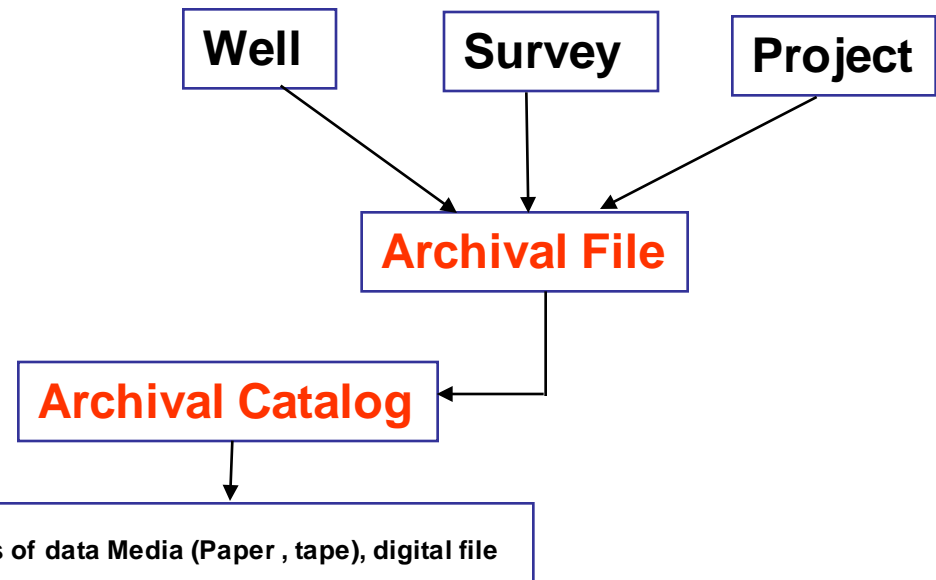 Well
Survey
Project
Archival File
Archival Catalog
of data Media (Paper , tape), digital file